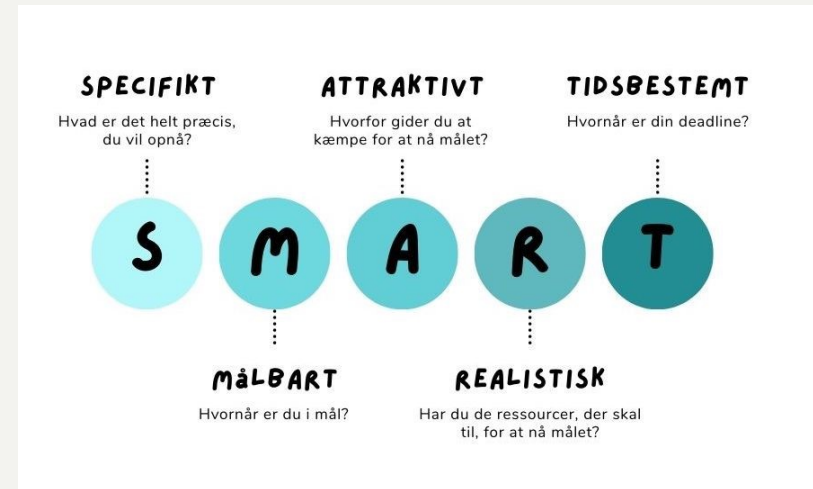 SPECIFIKT
Hvad er det helt præcis,
du vil opnå?
ATTRAKTIVT
Hvorfor gider du at
kæmpe for at nå målet?
TIDSBESTEMT
Hvornår er din deadline?
S
M
A
R
T
MåLBART
Hvornår er du i mål?
REALISTISK
Har du de ressourcer, der skal
til, for at nå målet?